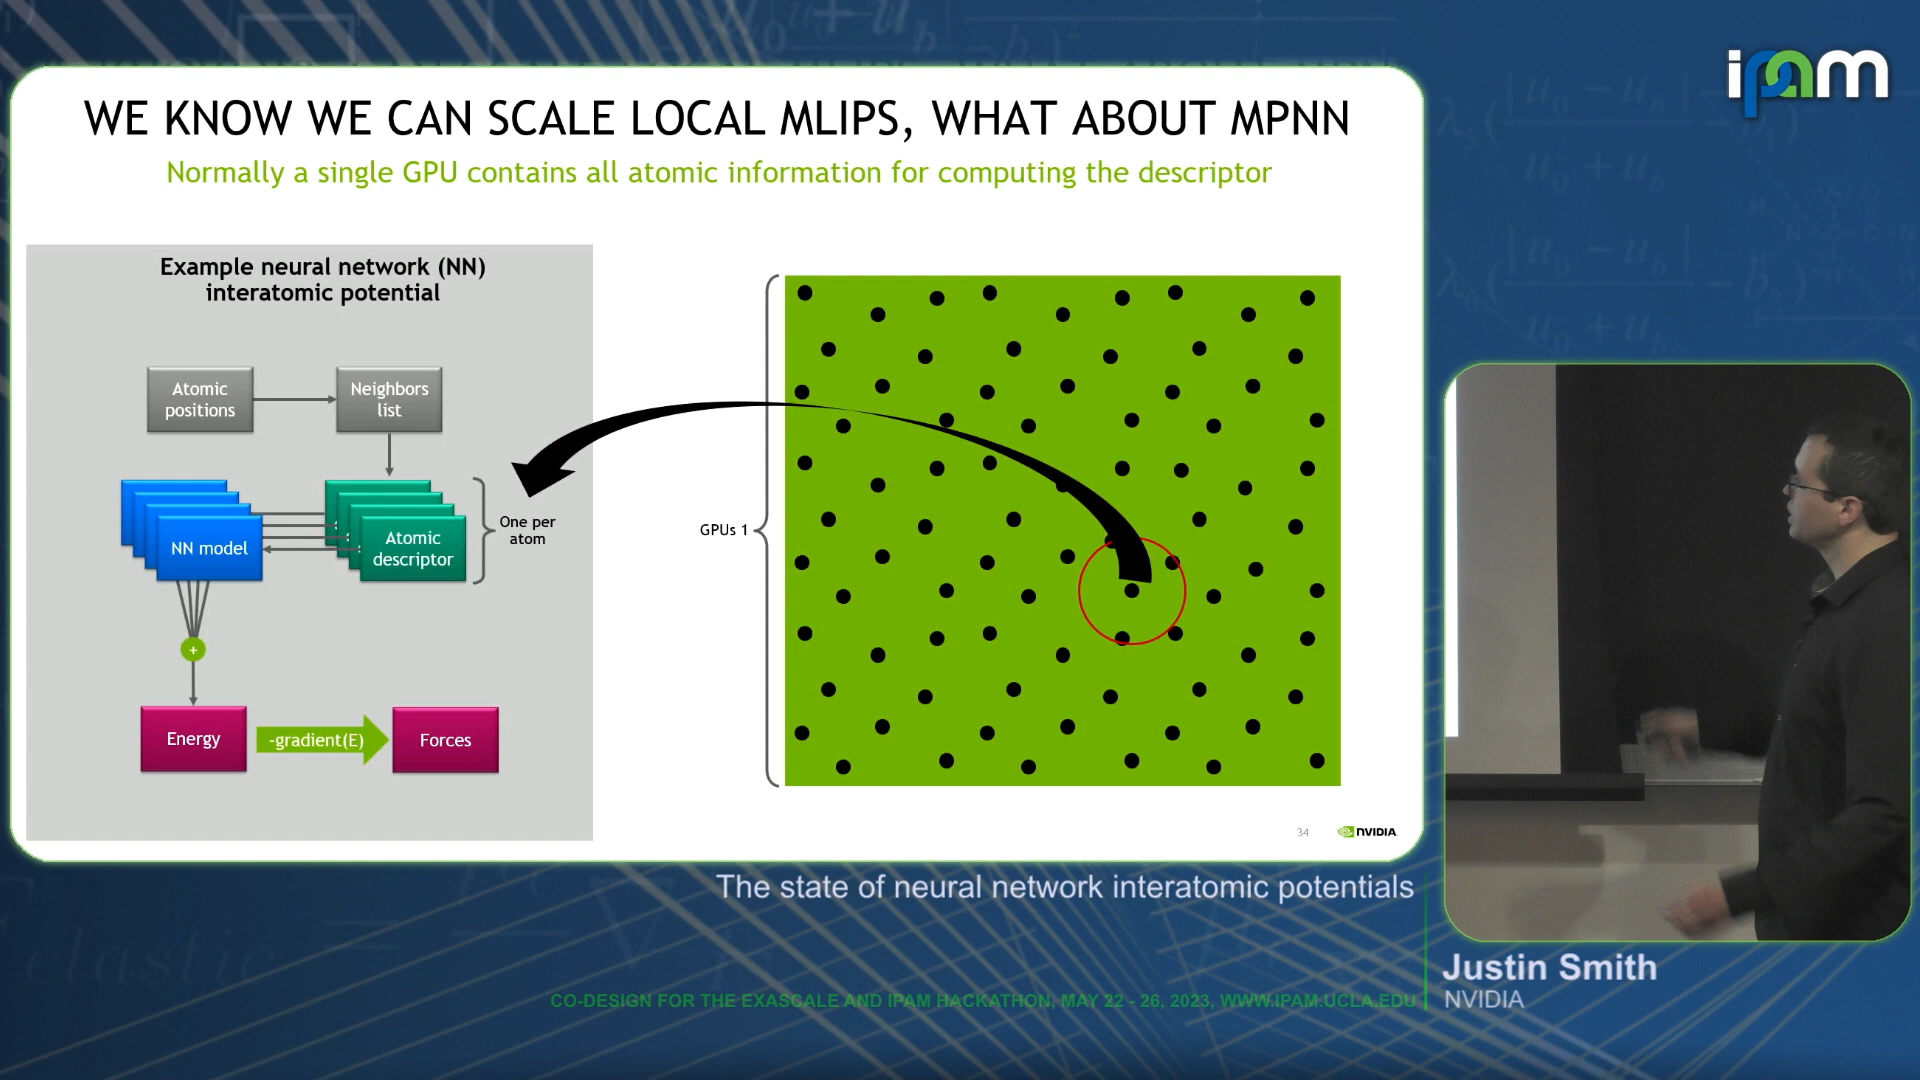 ipam
WE KNOW WE CAN SCALE LOCAL MLIPS, WHAT ABOUT MPNN
Normally a single GPU contains all atomic information for computing the descriptor
Example neural network (NN)
interatomic potential
Atomic
positions
Neighbors
list
NN model
Atomic
descriptor
One per
atom
+
Energy
-gradient(E)
Forces
GPUs 1
34
NVIDIA
The state of neural network interatomic potentials
Justin Smith
NVIDIA
CO-DESIGN FOR THE EXASCALE AND IPAM HACKATHON, MAY 22 - 26, 2023, WWW.IPAM.UCLA.EDU
elastic